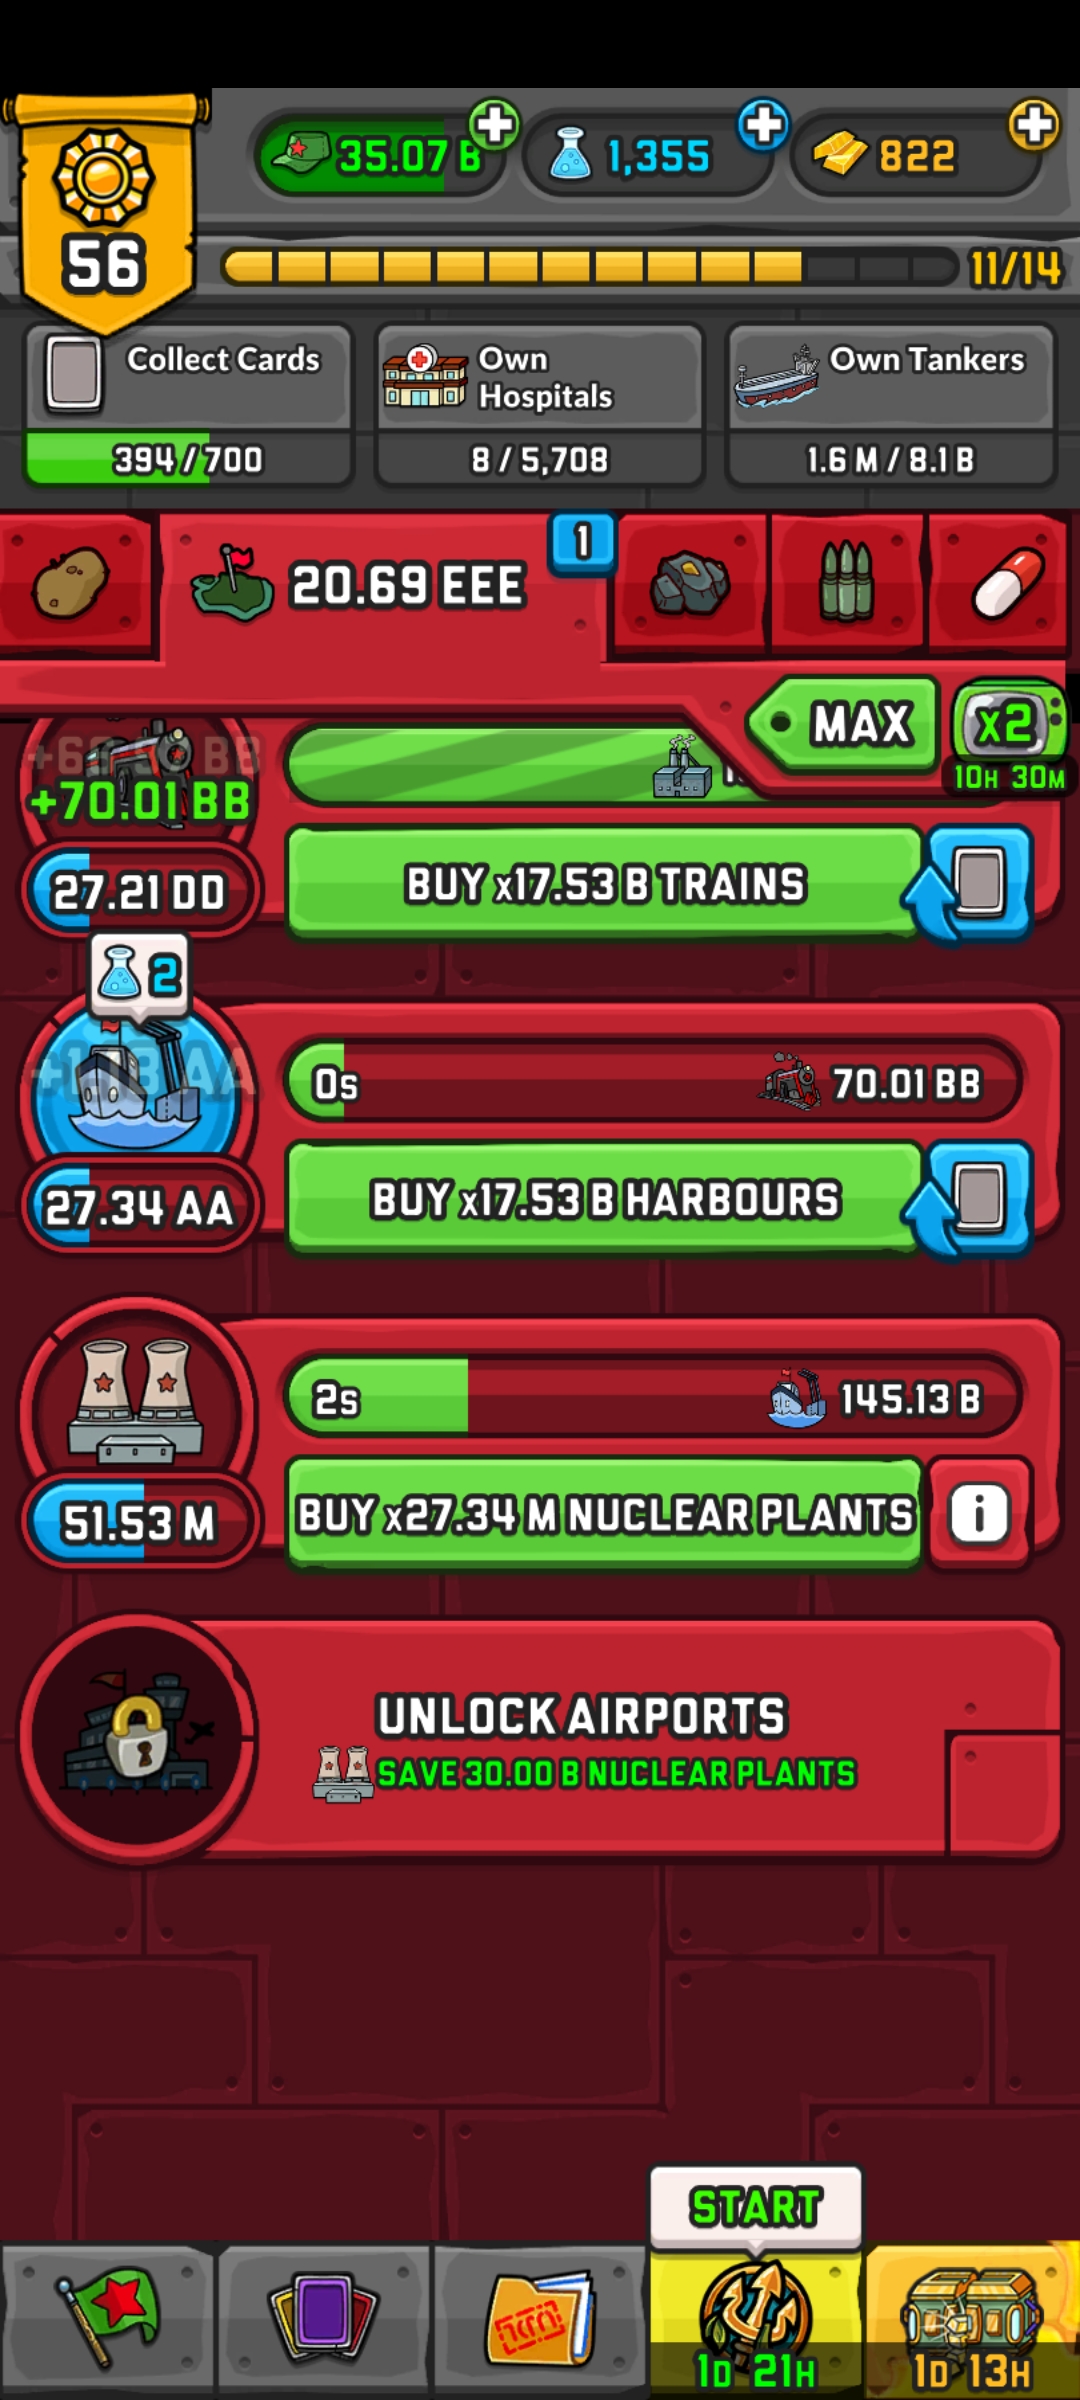 35.07 B
1,355
822
56
11/14
Collect Cards
394 / 700
Own
Hospitals
8 / 5,708
Own Tankers
1.6 M / 8.1 B
20.69 EEE
1
MAX
x2
10H 30M
+70.01 BB
27.21 DD
BUY x17.53 B TRAINS
2
0s
70.01 BB
27.34 AA
BUY x17.53 B HARBOURS
2s
145.13 B
51.53 M
BUY x27.34 M NUCLEAR PLANTS
i
UNLOCK AIRPORTS
SAVE 30.00 B NUCLEAR PLANTS
START
1D 21H
1D 13H